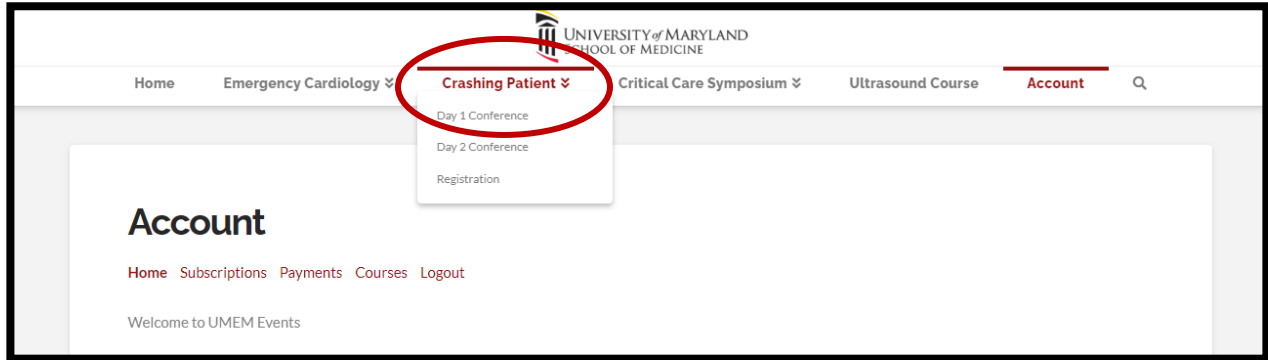 UNIVERSITY of MARYLAND
SCHOOL OF MEDICINE
Home Emergency Cardiology Crashing Patient Critical Care Symposium Ultrasound Course Account
Day 1 Conference
Day 2 Conference
Registration
Account
Home Subscriptions Payments Courses Logout
Welcome to UMEM Events